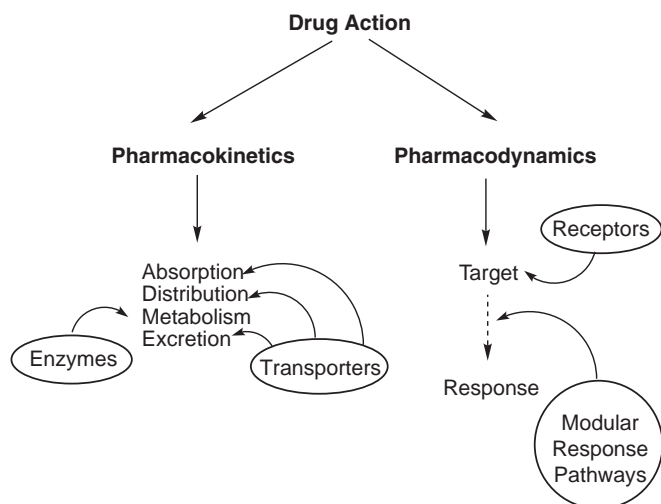 Drug Action
Pharmacokinetics
Pharmacodynamics
Absorption
Distribution
Metabolism
Excretion
Enzymes
Transporters
Receptors
Target
Response
Modular
Response
Pathways